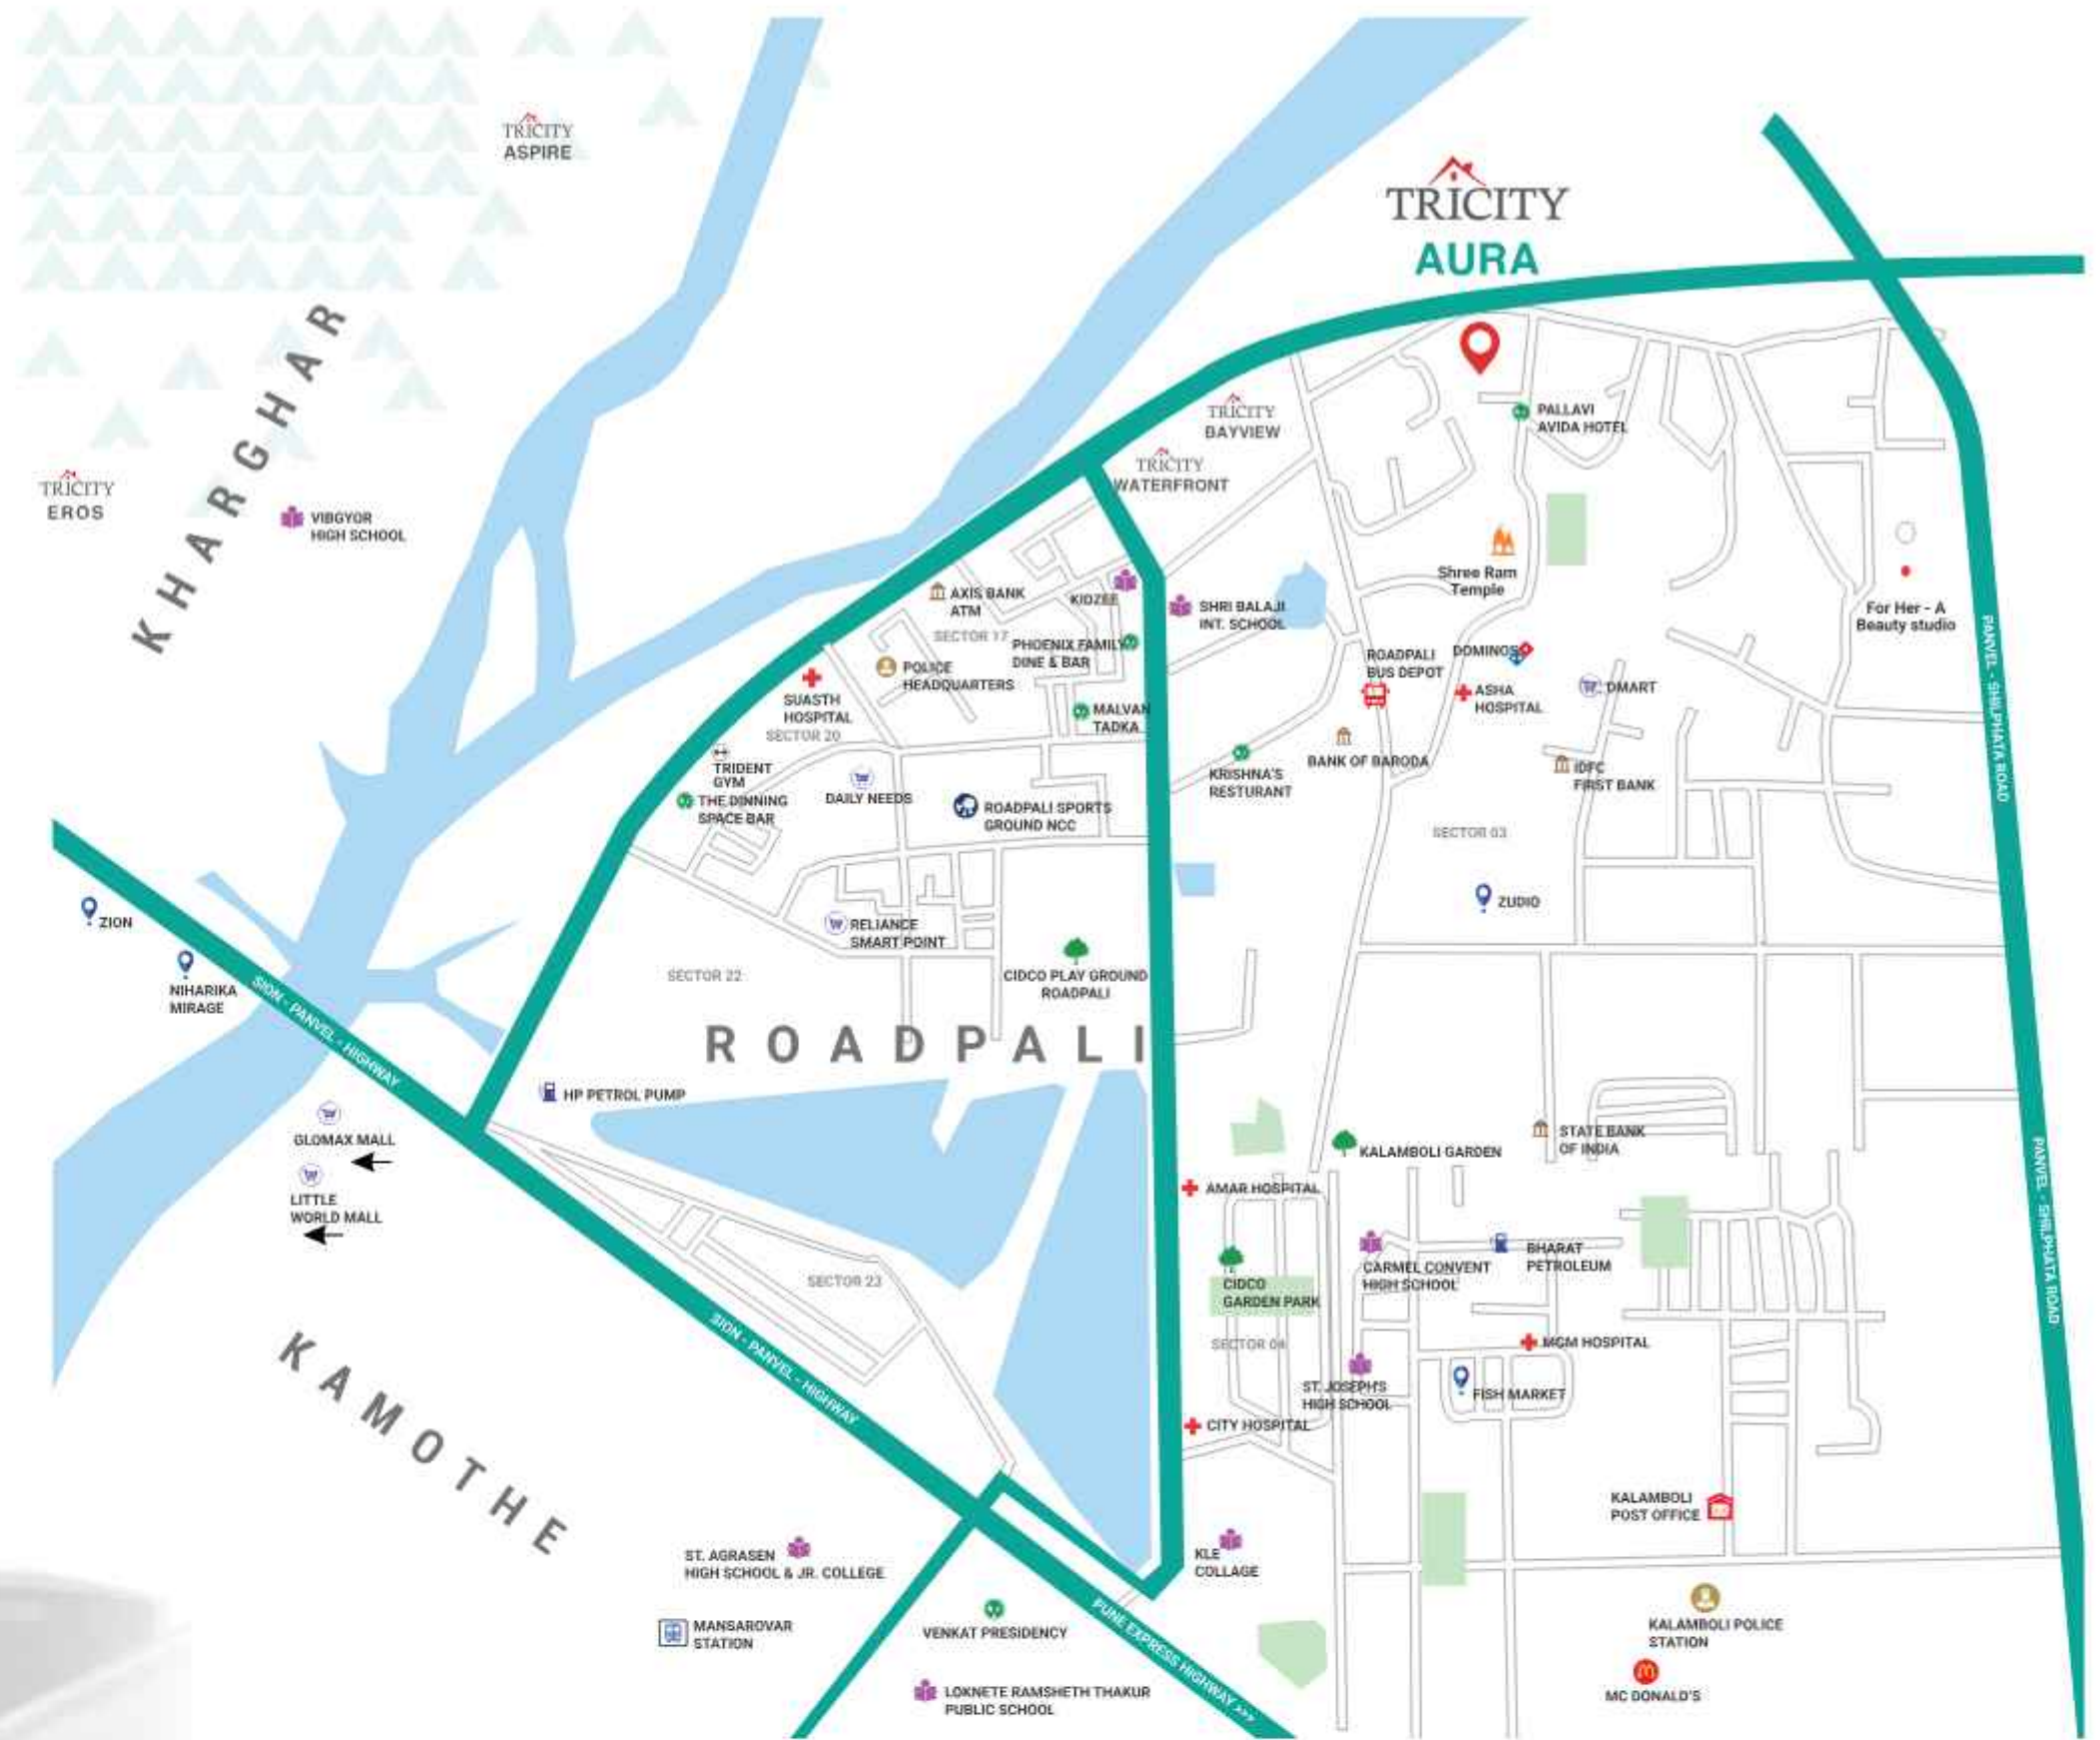 TRICITY
ASPIRE
TRICITY
AURA
KHARGHAR
TRICITY
EROS
VIBGYOR
HIGH SCHOOL
TRICITY
BAYVIEW
TRICITY
WATERFRONT
PALLAVI
AVIDA HOTEL
Shree Ram
Temple
For Her - A
Beauty studio
AXIS BANK
ATM
KIDZEE
SHRI BALAJI
INT. SCHOOL
SECTOR 17
PHOENIX FAMILY
DINE & BAR
POLICE
HEADQUARTERS
SUASTH
HOSPITAL
SECTOR 20
MALVAN
TADKA
ROADPALI
BUS DEPOT
DOMINOS
ASHA
HOSPITAL
DMART
PANVEL - SHILPHATA ROAD
TRIDENT
GYM
THE DINNING
SPACE BAR
DAILY NEEDS
ROADPALI SPORTS
GROUND NCC
KRISHNA'S
RESTURANT
BANK OF BARODA
IDFC
FIRST BANK
SECTOR 03
ZUDIO
ZION
NIHARIKA
MIRAGE
SION - PANVEL - HIGHWAY
RELIANCE
SMART POINT
SECTOR 22
CIDCO PLAY GROUND
ROADPALI
ROADPALI
HP PETROL PUMP
GLOMAX MALL
LITTLE
WORLD MALL
KALAMBOLI GARDEN
STATE BANK
OF INDIA
AMAR HOSPITAL
PANVEL - SHILPHATA ROAD
CARMEL CONVENT
HIGH SCHOOL
BHARAT
PETROLEUM
CIDCO
GARDEN PARK
SECTOR 23
MGM HOSPITAL
ST. JOSEPH'S
HIGH SCHOOL
FISH MARKET
CITY HOSPITAL
SION - PANVEL - HIGHWAY
KAMOTHE
KALAMBOLI
POST OFFICE
ST. AGRASEN
HIGH SCHOOL & JR. COLLEGE
KLE
COLLAGE
MANSAROVAR
STATION
VENKAT PRESIDENCY
PUNE EXPRESS HIGHWAY >>>
KALAMBOLI POLICE
STATION
LOKNETE RAMSHETH THAKUR
PUBLIC SCHOOL
MC DONALD'S